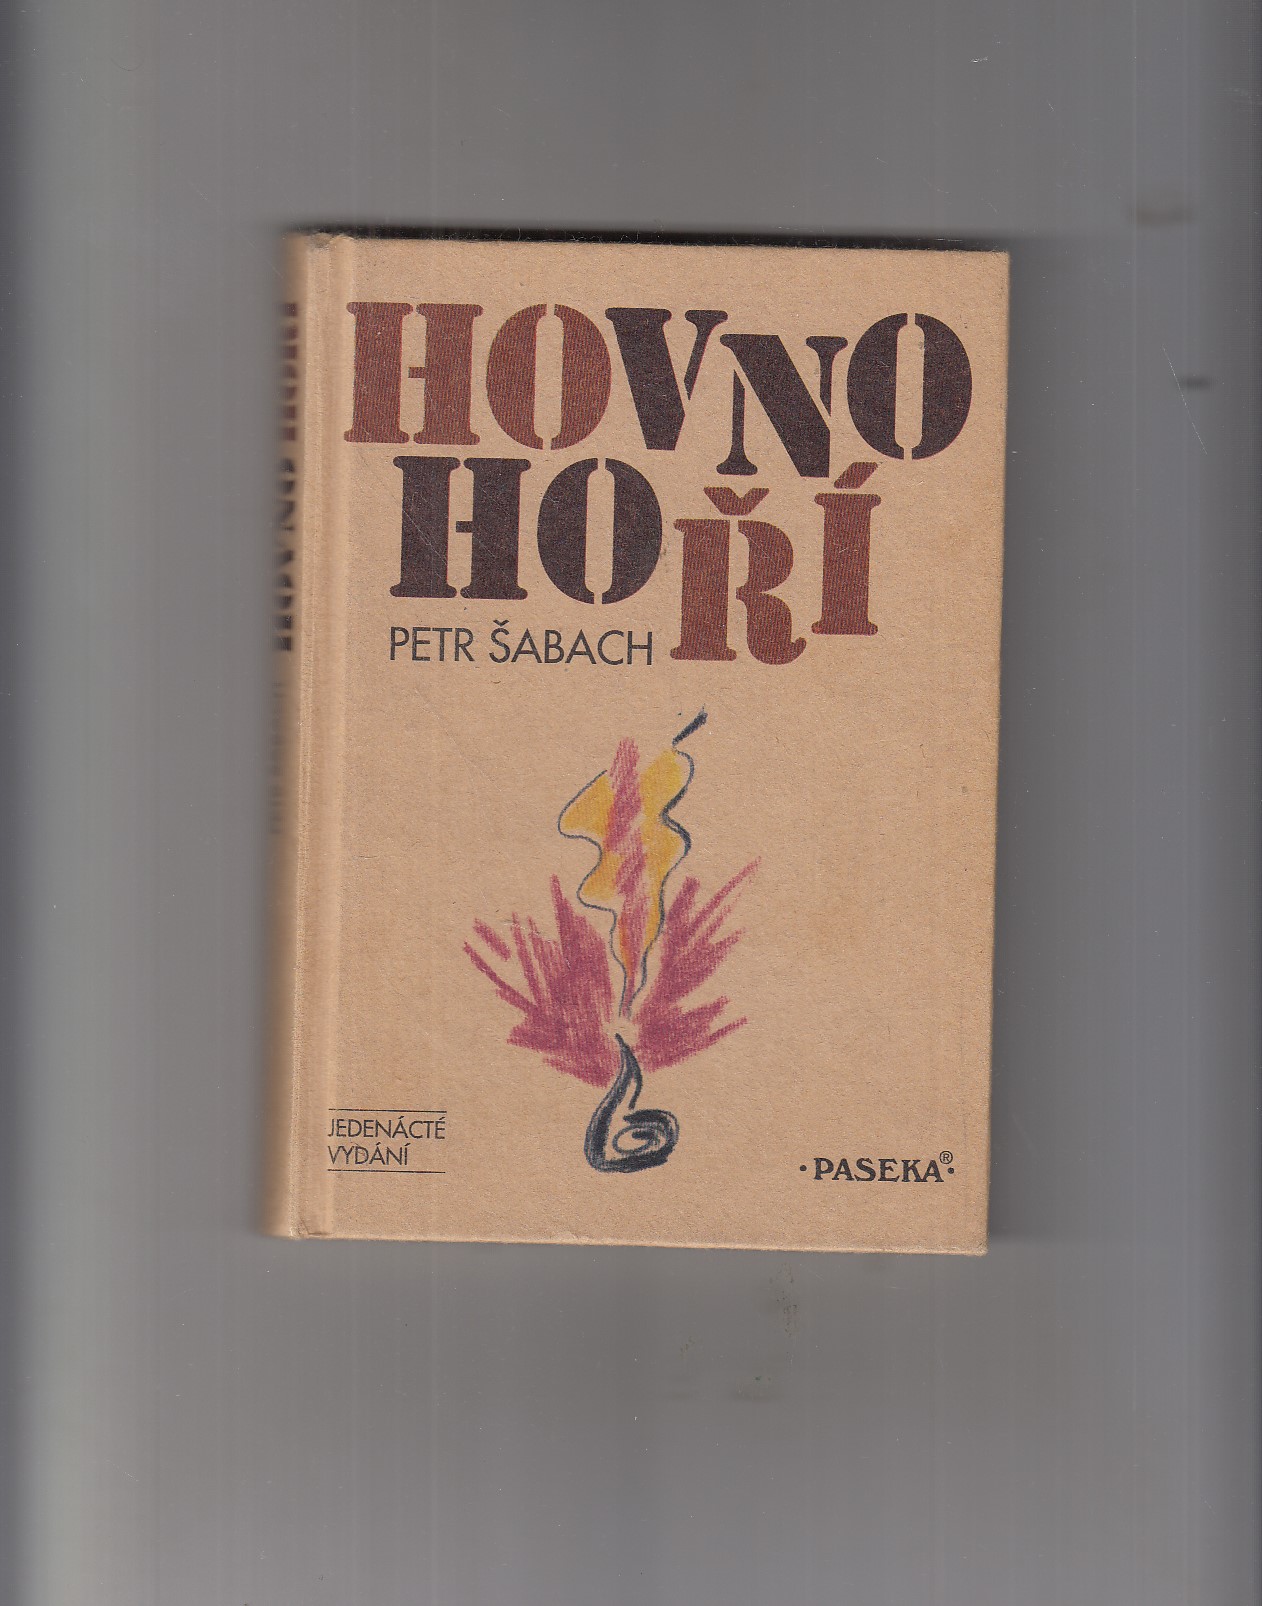 HOVNO
HOŘÍ
PETR ŠABACH
JEDENÁCTÉ
VYDÁNÍ
·PASEKA®·